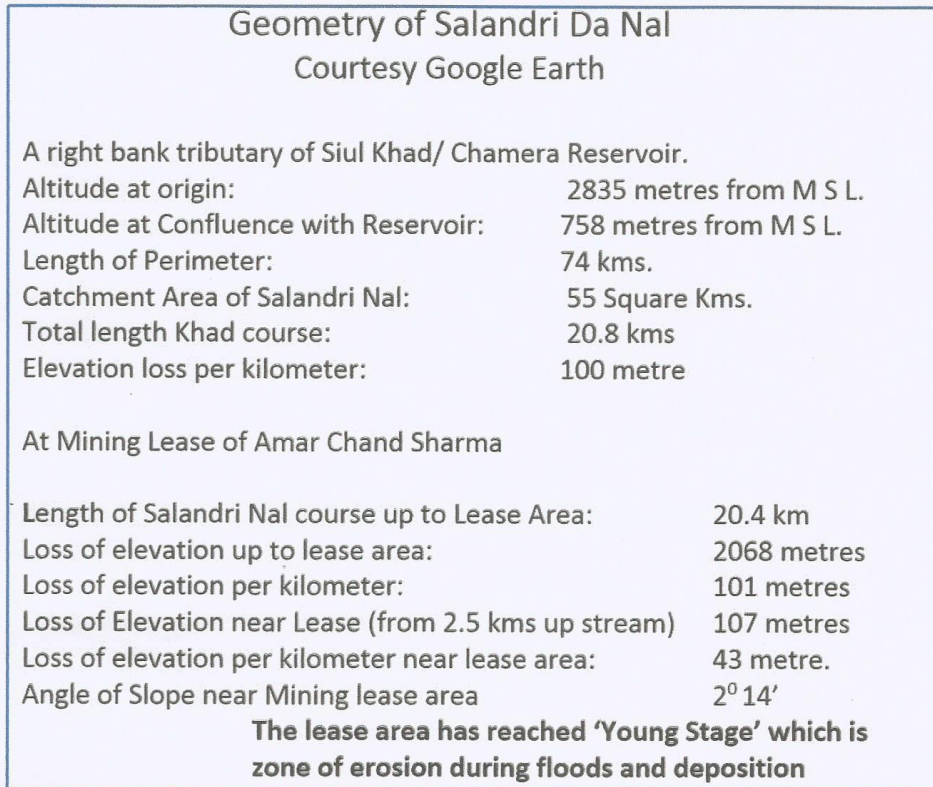 Geometry of Salandri Da Nal
Courtesy Google Earth
A right bank tributary of Siul Khad/ Chamera Reservoir.
Altitude at origin: 2835 metres from M S L.
Altitude at Confluence with Reservoir: 758 metres from M S L.
Length of Perimeter: 74 kms.
Catchment Area of Salandri Nal: 55 Square Kms.
Total length Khad course: 20.8 kms
Elevation loss per kilometer: 100 metre
At Mining Lease of Amar Chand Sharma
Length of Salandri Nal course up to Lease Area: 20.4 km
Loss of elevation up to lease area: 2068 metres
Loss of elevation per kilometer: 101 metres
Loss of Elevation near Lease (from 2.5 kms up stream) 107 metres
Loss of elevation per kilometer near lease area: 43 metre.
Angle of Slope near Mining lease area 2⁰ 14’
The lease area has reached ‘Young Stage’ which is
zone of erosion during floods and deposition